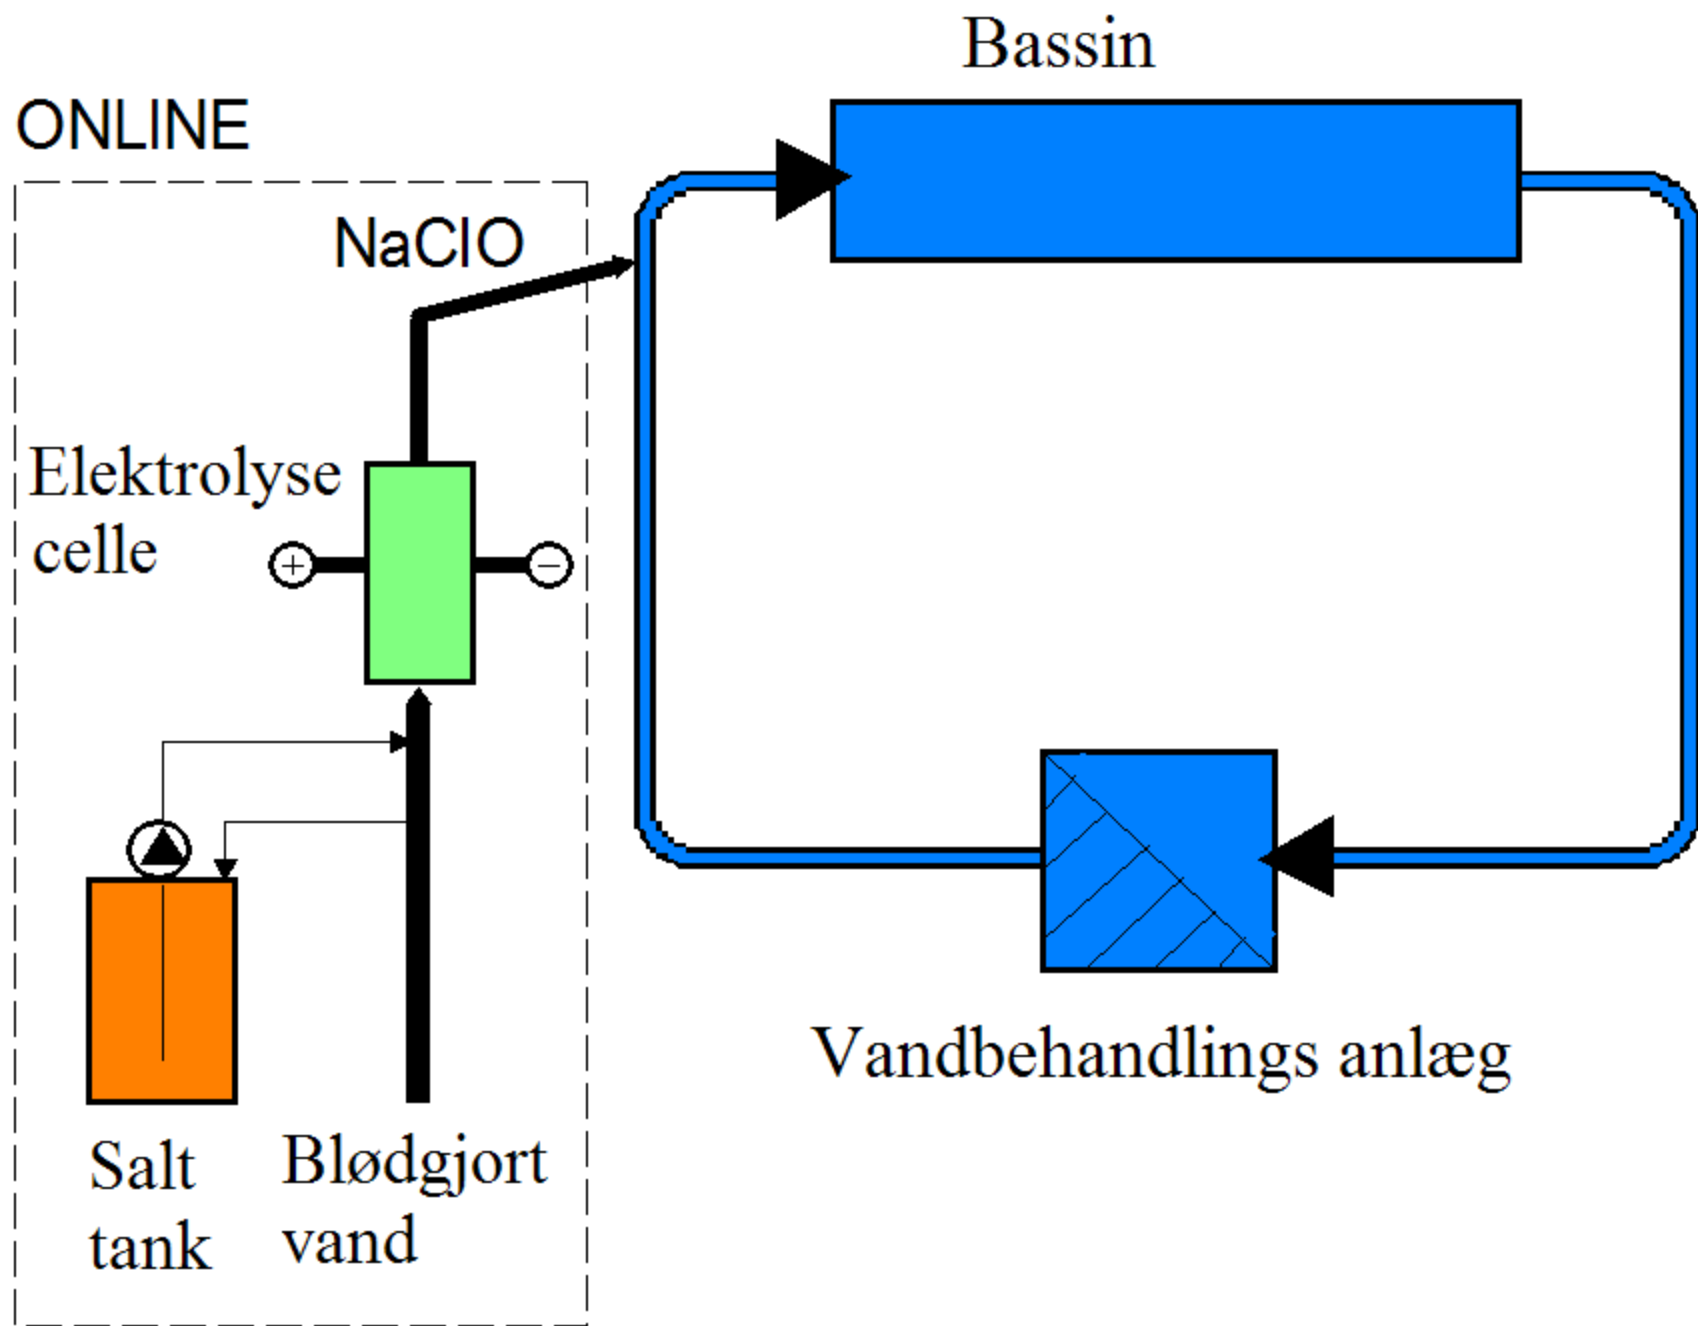 Bassin
ONLINE
NaClO
Elektrolyse
celle
+
−
Vandbehandlings anlæg
Salt
tank
Blødgjort
vand